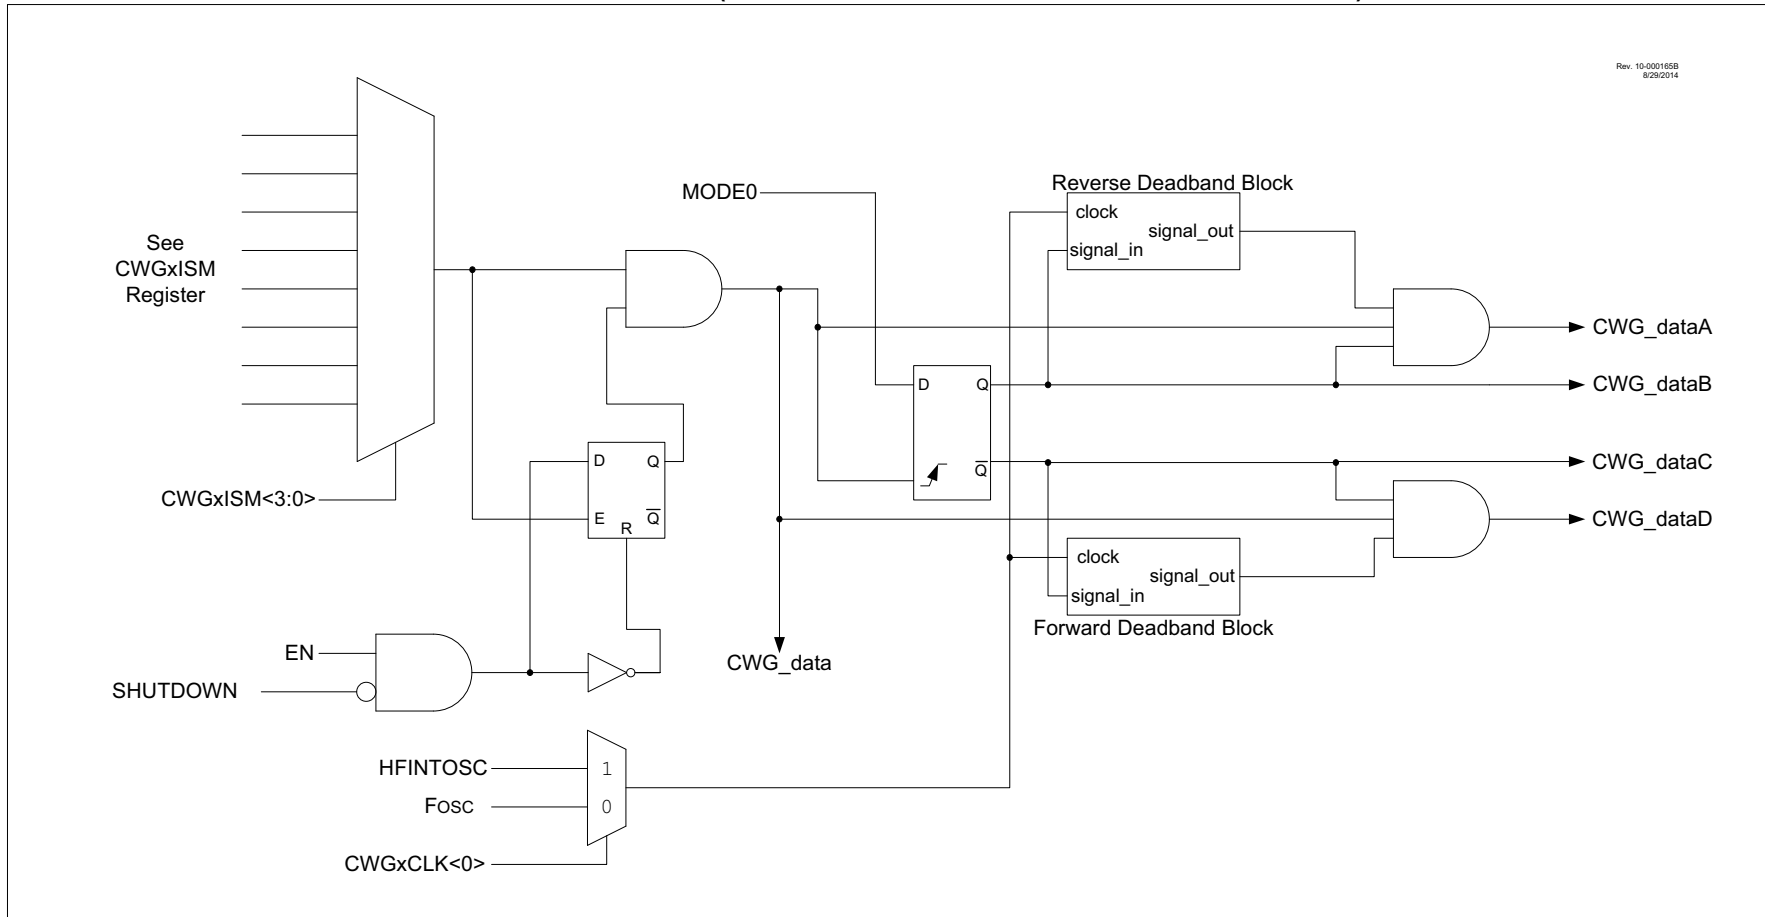 Rev. 10-000165B
8/29/2014
See
CWGxISM
Register
CWGxISM<3:0>
MODE0
Reverse Deadband Block
clock
signal_in
signal_out
D
Q
Q
D
Q
E
Q
R
CWG_dataA
CWG_dataB
CWG_dataC
CWG_dataD
clock
signal_in
signal_out
Forward Deadband Block
EN
SHUTDOWN
CWG_data
HFINTOSC
1
FOSC
0
CWGxCLK<0>